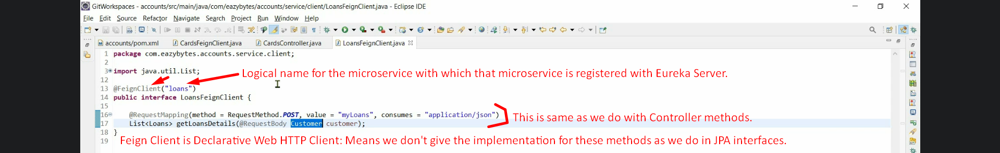 GitWorkspaces - accounts/src/main/java/com/eazybytes/accounts/service/client/LoansFeignClient.java - Eclipse IDE
File Edit Source Refactor Navigate Search Project Run Window Help
accounts/pom.xml CardsFeignClient.java CardsController.java LoansFeignClient.java
1 package com.eazybytes.accounts.service.client;
2
3 import java.util.List;
Logical name for the microservice with which that microservice is registered with Eureka Server.
12
13 @FeignClient("loans")
14 public interface LoansFeignClient {
15
16 @RequestMapping(method = RequestMethod.POST, value = "myLoans", consumes = "application/json")
This is same as we do with Controller methods.
17 List<Loans> getLoansDetails(@RequestBody Customer customer);
18 }
Feign Client is Declarative Web HTTP Client: Means we don't give the implementation for these methods as we do in JPA interfaces.
19